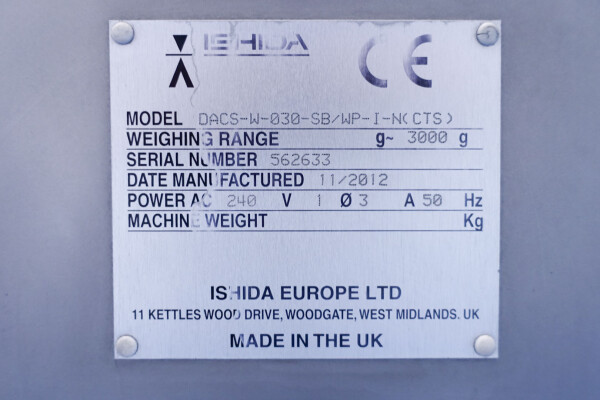 ISHIDA CE
MODEL DACS-W-030-SB/WP-I-N(CTS)
WEIGHING RANGE g~ 3000 g
SERIAL NUMBER 562633
DATE MANUFACTURED 11/2012
POWER AC 240 V 1 Ø 3 A 50 Hz
MACHINE WEIGHT Kg
ISHIDA EUROPE LTD
11 KETTLES WOOD DRIVE, WOODGATE, WEST MIDLANDS. UK
MADE IN THE UK